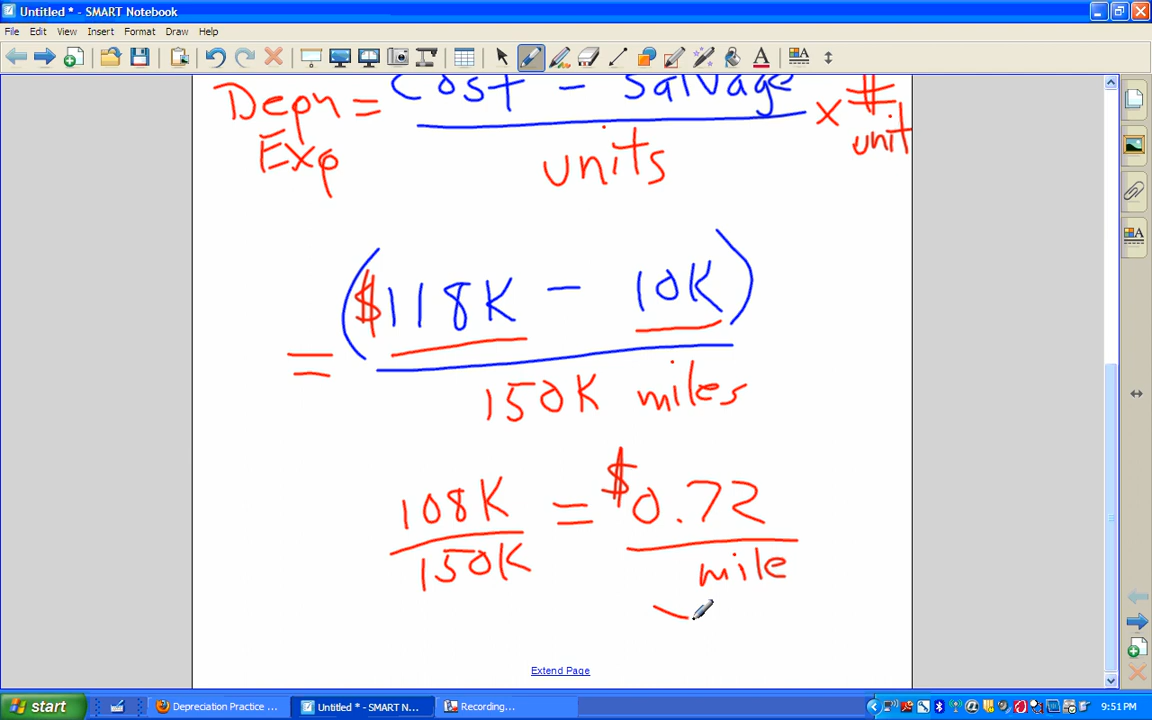 Untitled * - SMART Notebook
File Edit View Insert Format Draw Help
Depn = Cost - Salvage x # unit
Exp units
= ($118K - 10K)
150K miles
108K = $0.72
150K mile
Extend Page
start Depreciation Practice ... Untitled * - SMART N... Recording... 9:51 PM